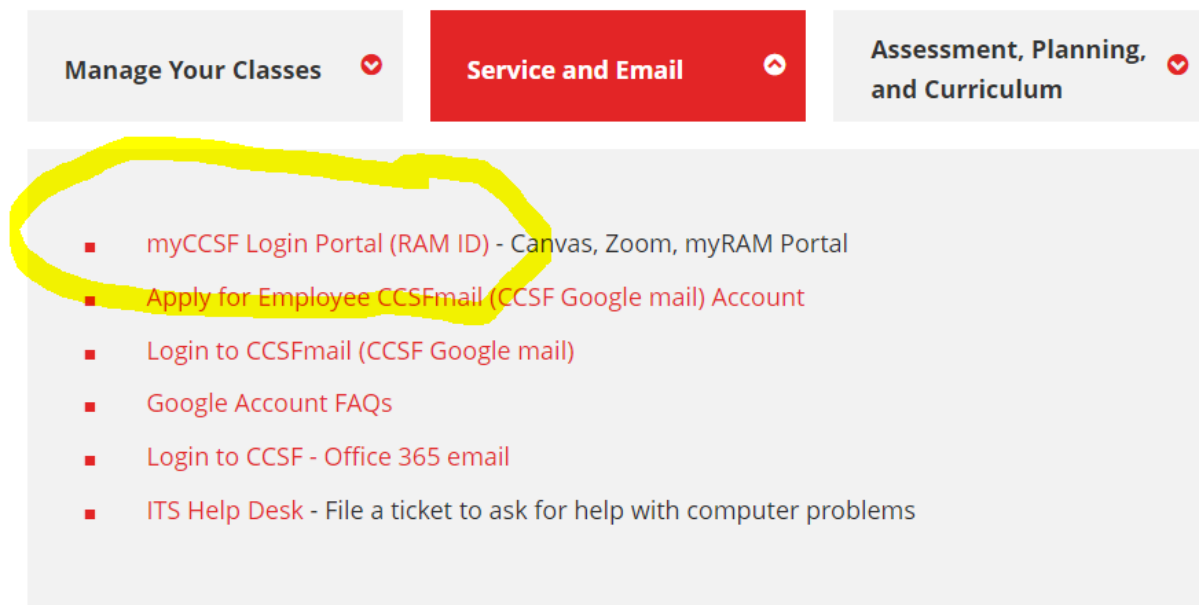 Manage Your Classes
Service and Email
Assessment, Planning,
and Curriculum
myCCSF Login Portal (RAM ID) - Canvas, Zoom, myRAM Portal
Apply for Employee CCSFmail (CCSF Google mail) Account
Login to CCSFmail (CCSF Google mail)
Google Account FAQs
Login to CCSF - Office 365 email
ITS Help Desk - File a ticket to ask for help with computer problems